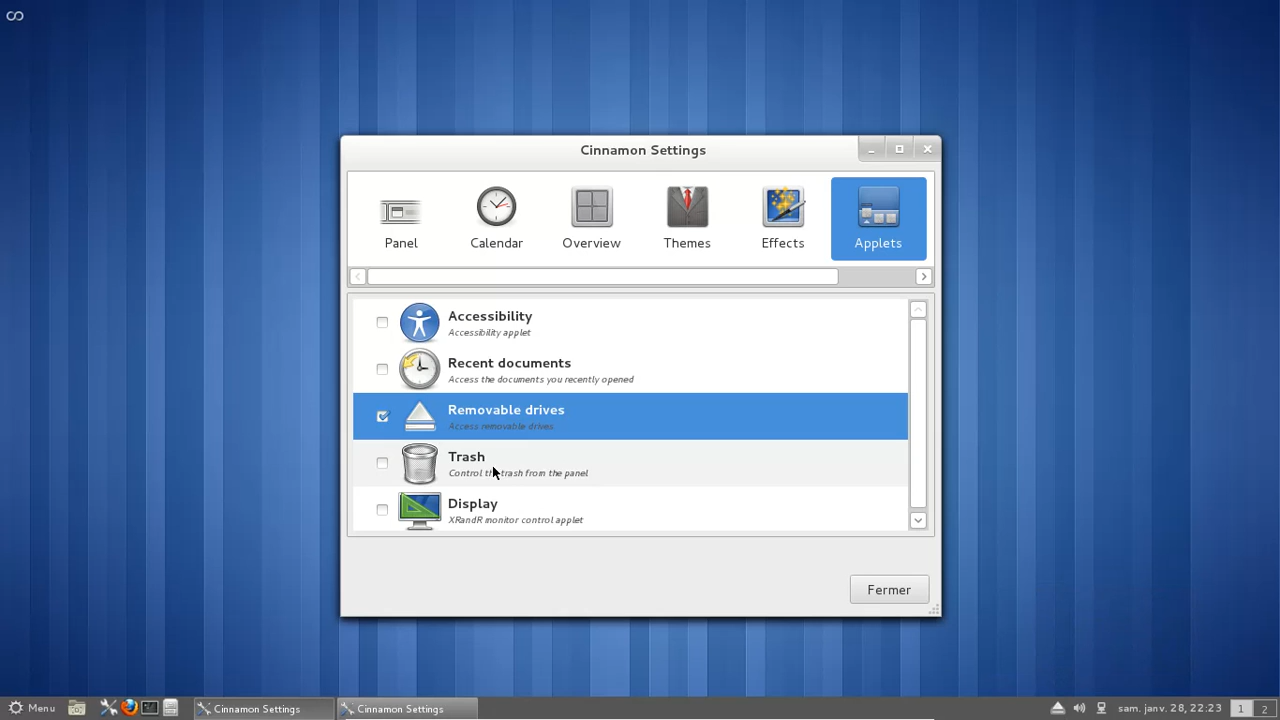 Cinnamon Settings
Panel
Calendar
Overview
Themes
Effects
Applets
Accessibility
Accessibility applet
Recent documents
Access the documents you recently opened
Removable drives
Access removable drives
Trash
Control the trash from the panel
Display
XRandR monitor control applet
Fermer
Menu
Cinnamon Settings
Cinnamon Settings
sam. janv. 28, 22:23
1
2